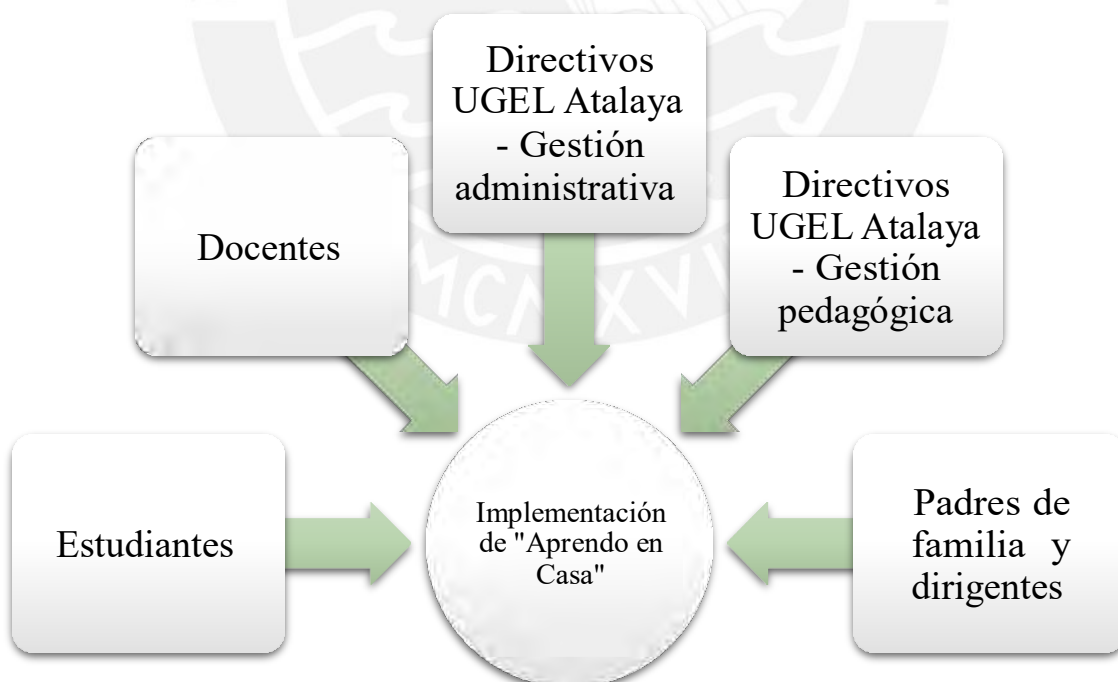 Directivos
UGEL Atalaya
- Gestión
administrativa
Docentes
Directivos
UGEL Atalaya
- Gestión
pedagógica
Estudiantes
Implementación
de "Aprendo en
Casa"
Padres de
familia y
dirigentes